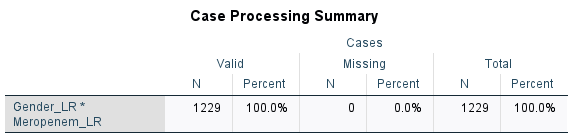 Case Processing Summary
Cases
Valid Missing Total
N Percent N Percent N Percent
Gender_LR * 1229 100.0% 0 0.0% 1229 100.0%
Meropenem_LR